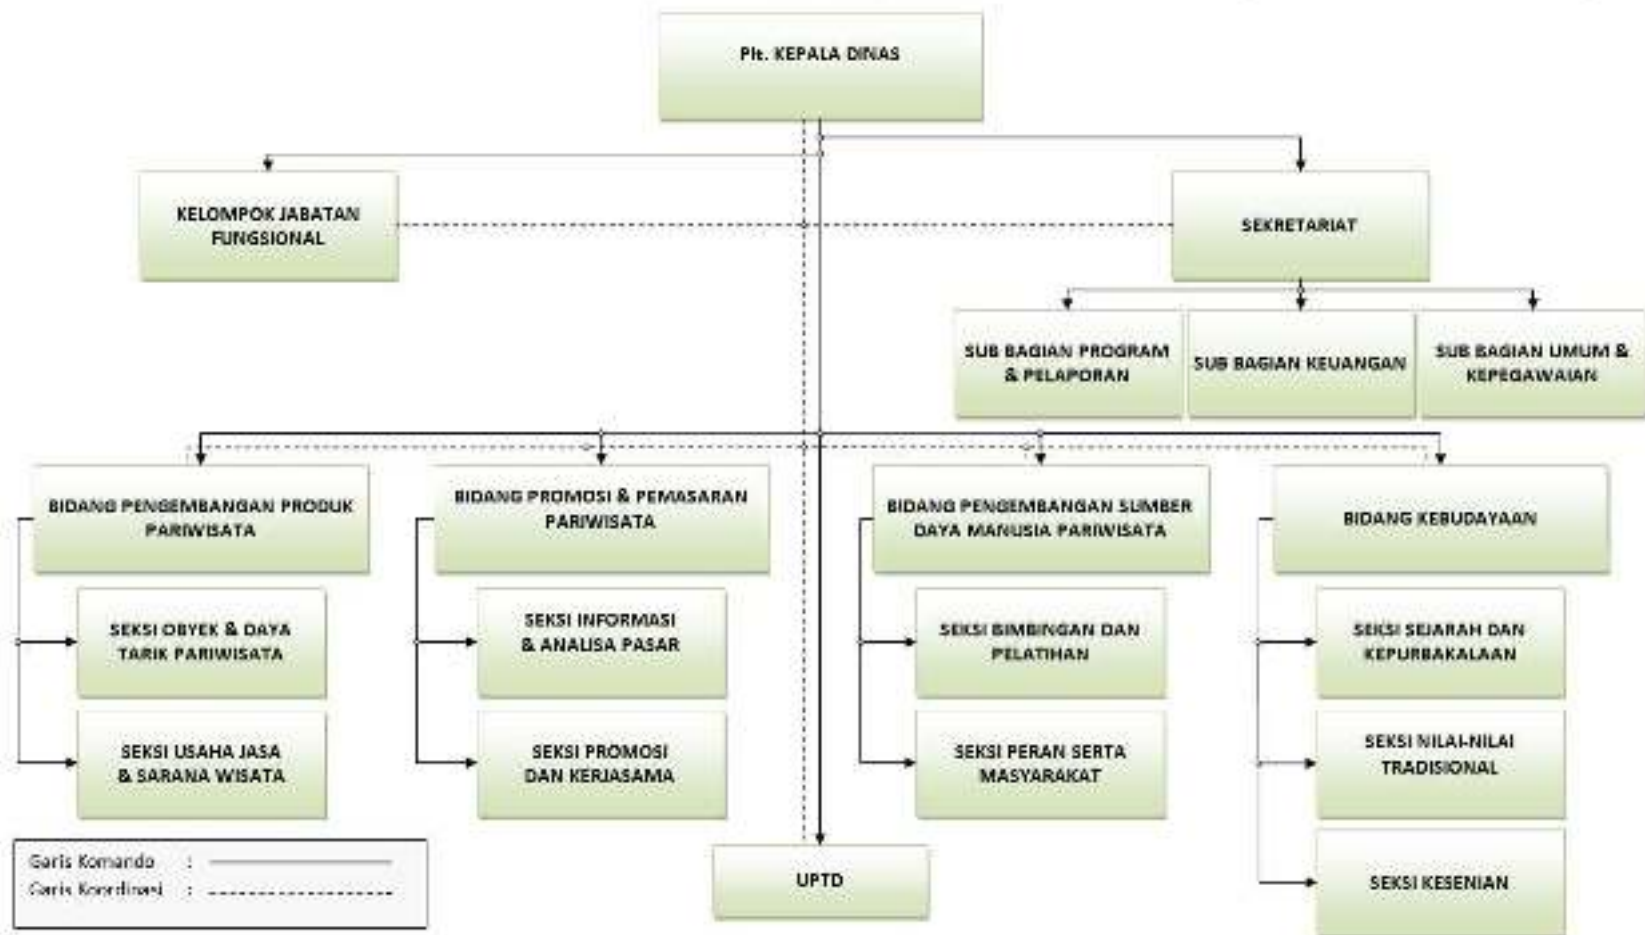 Plt. KEPALA DINAS
KELOMPOK JABATAN
FUNGSIONAL
SEKRETARIAT
SUB BAGIAN PROGRAM
& PELAPORAN
SUB BAGIAN KEUANGAN
SUB BAGIAN UMUM &
KEPEGAWAIAN
BIDANG PENGEMBANGAN PRODUK
PARIWISATA
BIDANG PROMOSI & PEMASARAN
PARIWISATA
BIDANG PENGEMBANGAN SUMBER
DAYA MANUSIA PARIWISATA
BIDANG KEBUDAYAAN
SEKSI OBYEK & DAYA
TARIK PARIWISATA
SEKSI INFORMASI
& ANALISA PASAR
SEKSI BIMBINGAN DAN
PELATIHAN
SEKSI SEJARAH DAN
KEPURBAKALAAN
SEKSI USAHA JASA
& SARANA WISATA
SEKSI PROMOSI
DAN KERJASAMA
SEKSI PERAN SERTA
MASYARAKAT
SEKSI NILAI-NILAI
TRADISIONAL
SEKSI KESENIAN
UPTD
Garis Komando :
Garis Koordinasi :